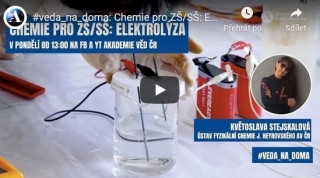 #veda_na_doma: Chemie pro ZŠ/SŠ: E...
Přehrát po...
Sdílet
CHEMIE PRO ZŠ/SŠ: ELEKTROLÝZA
V PONDĚLÍ OD 13:00 NA FB A YT AKADEMIE VĚD ČR
KVĚTOSLAVA STEJSKALOVÁ
ÚSTAV FYZIKÁLNÍ CHEMIE J. HEYROVSKÉHO AV ČR
#VEDA_NA_DOMA